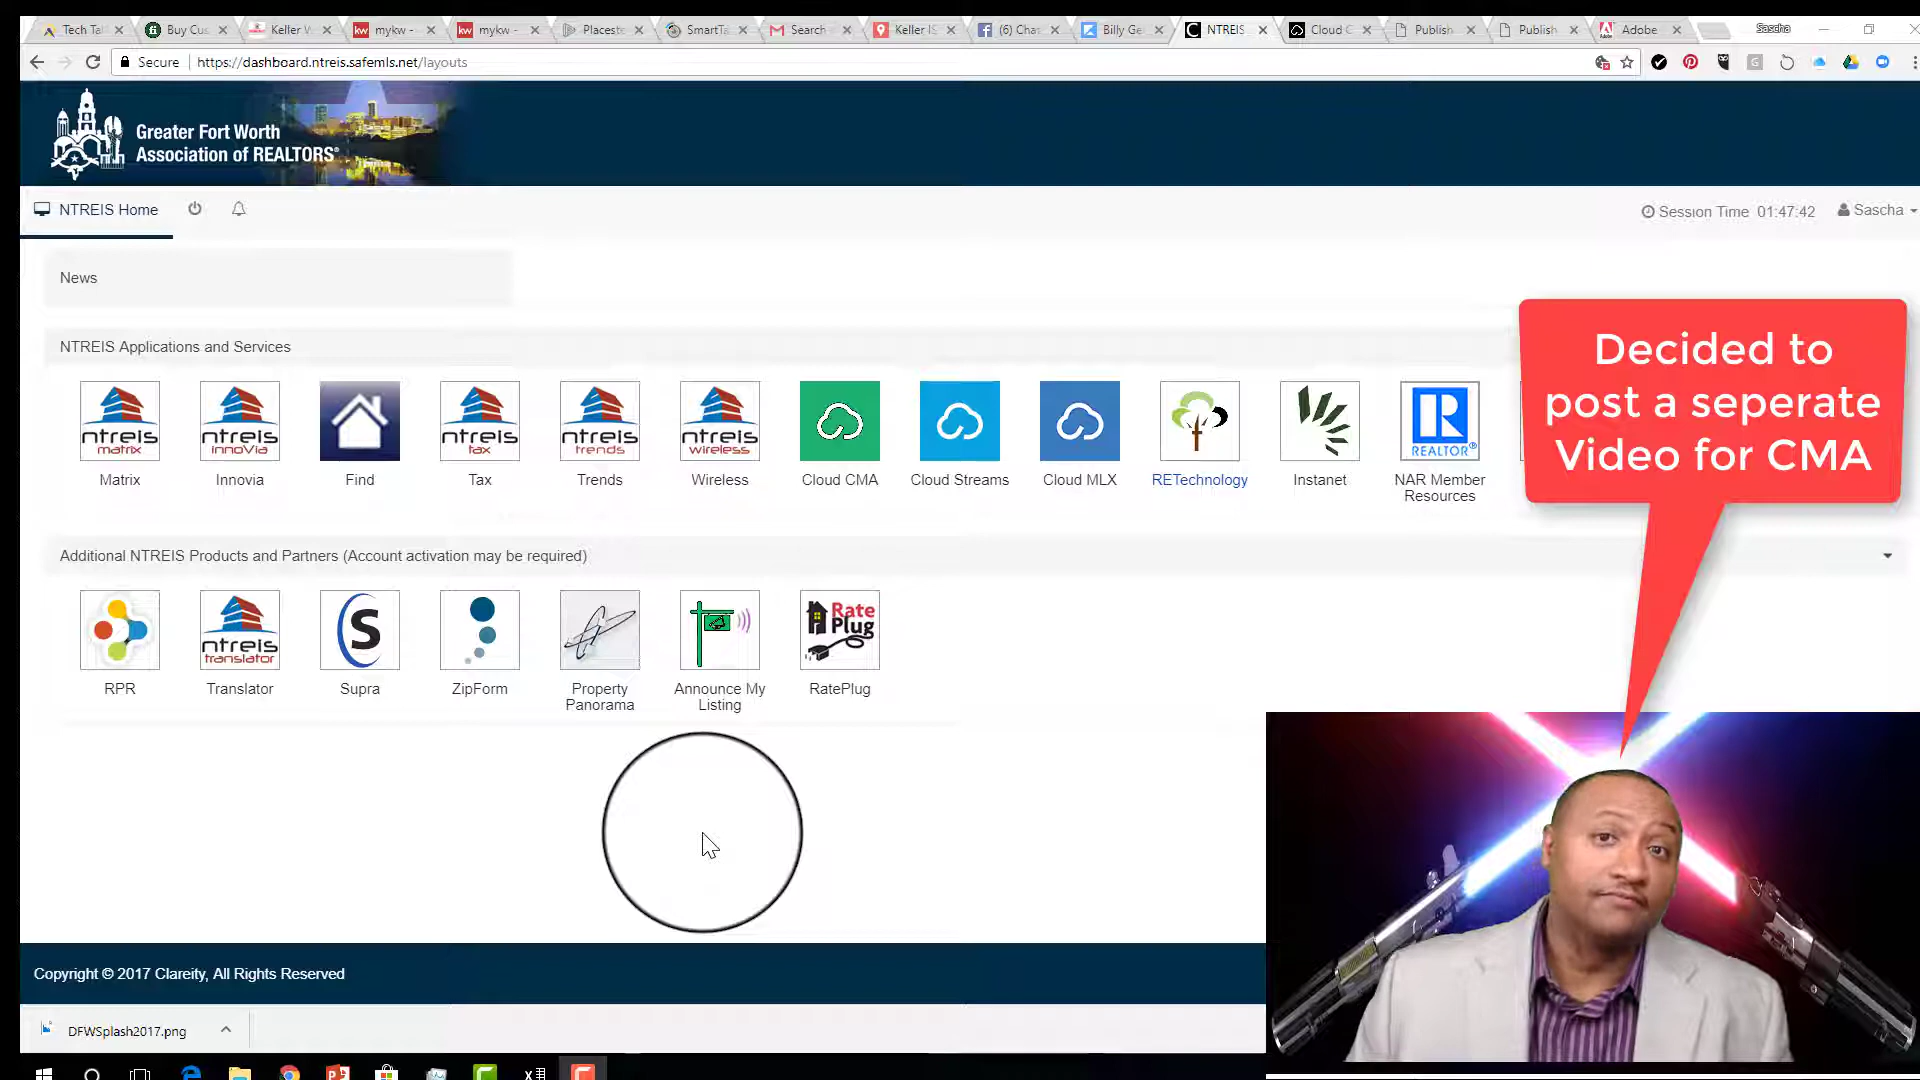 Tech Ta
Buy Cus
Keller W
mykw -
mykw -
Placest
SmartTa
Search
Keller IS
(6) Chat
Billy Ge
NTREIS
Cloud C
Publish
Publish
Adobe
Sascha
Secure
https://dashboard.ntreis.safemls.net/layouts
Greater Fort Worth
Association of REALTORS®
NTREIS Home
Session Time 01:47:42
Sascha
News
NTREIS Applications and Services
ntreis
matrix
ntreis
innovia
ntreis
tax
ntreis
trends
ntreis
wireless
REALTOR®
Matrix
Innovia
Find
Tax
Trends
Wireless
Cloud CMA
Cloud Streams
Cloud MLX
RETechnology
Instanet
NAR Member
Resources
Decided to
post a seperate
Video for CMA
Additional NTREIS Products and Partners (Account activation may be required)
ntreis
translator
S
Rate
Plug
RPR
Translator
Supra
ZipForm
Property
Panorama
Announce My
Listing
RatePlug
Copyright © 2017 Clareity, All Rights Reserved
DFWSplash2017.png